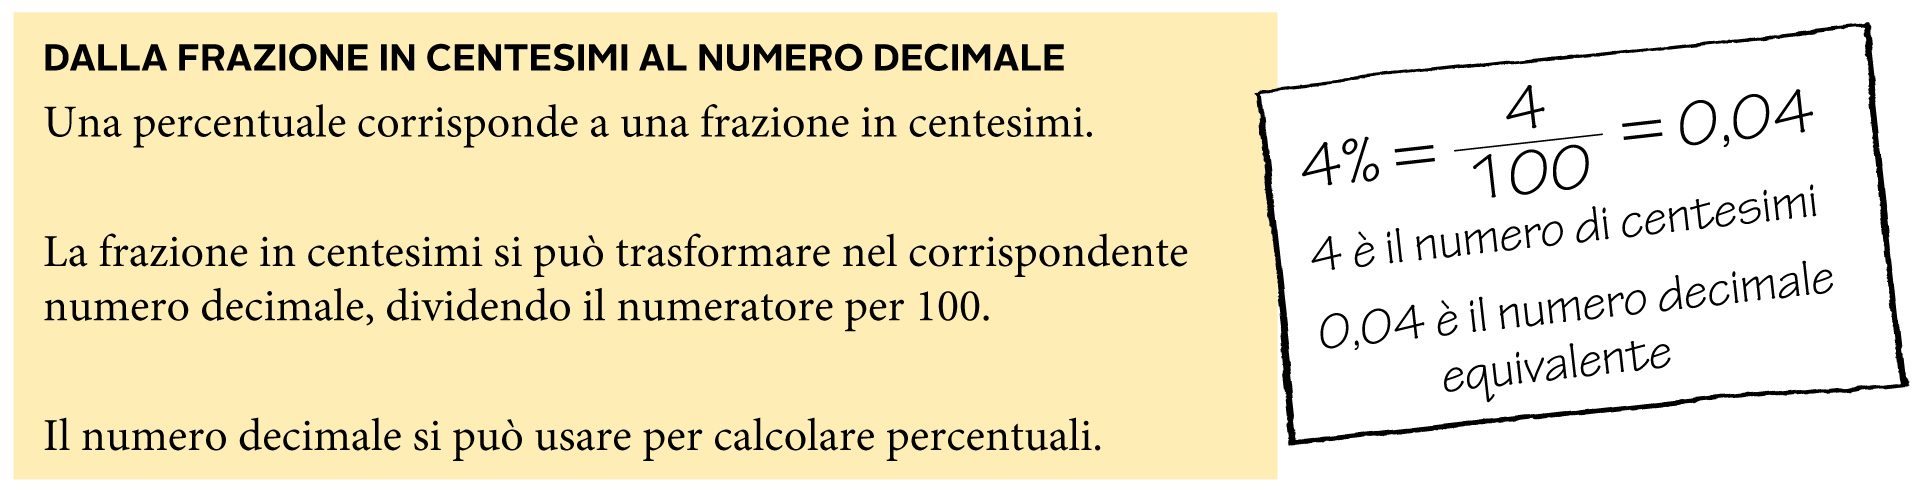 DALLA FRAZIONE IN CENTESIMI AL NUMERO DECIMALE
Una percentuale corrisponde a una frazione in centesimi.
La frazione in centesimi si può trasformare nel corrispondente
numero decimale, dividendo il numeratore per 100.
Il numero decimale si può usare per calcolare percentuali.
4% = 4/100 = 0,04
4 è il numero di centesimi
0,04 è il numero decimale
equivalente